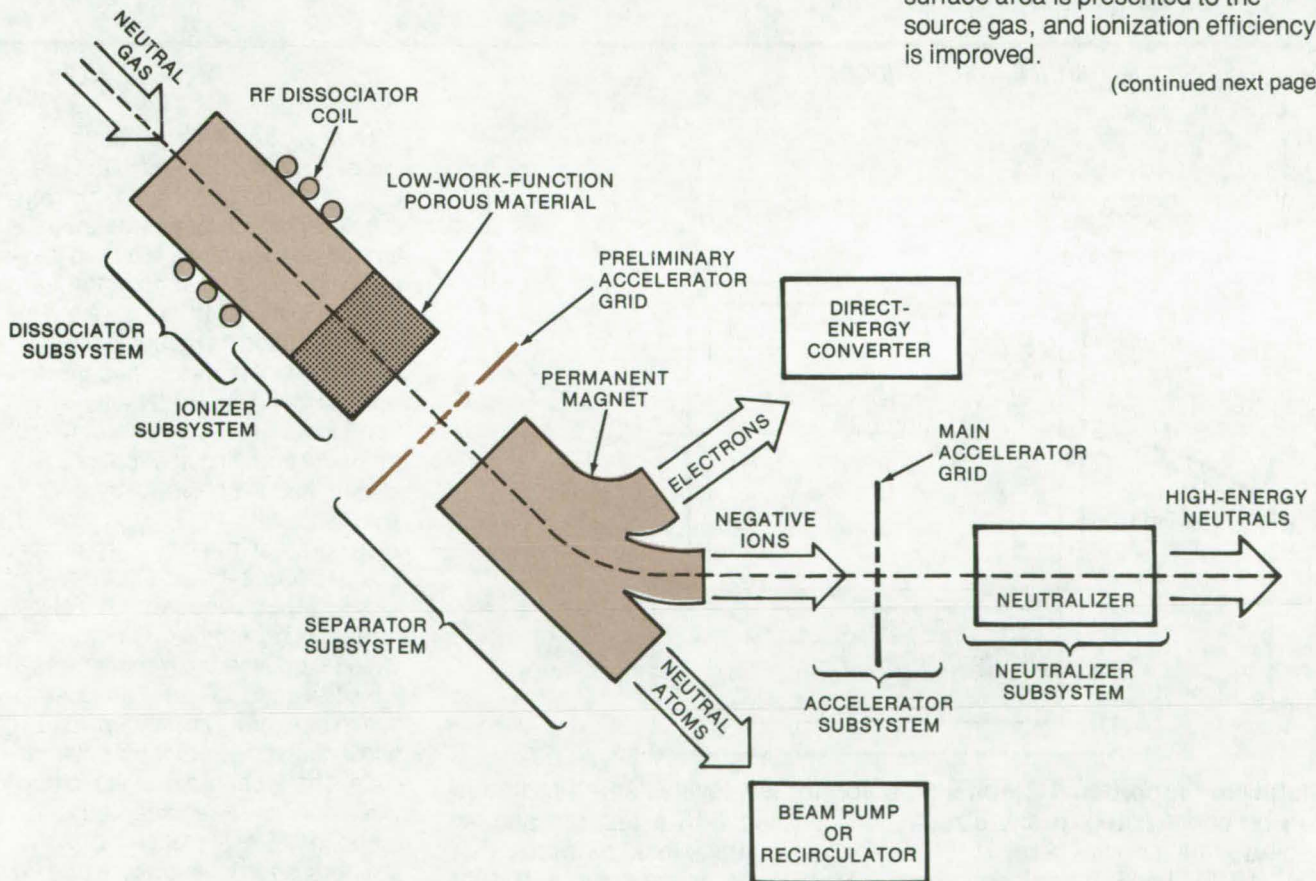 surface area is presented to the
source gas, and ionization efficiency
is improved.
(continued next page
NEUTRAL
GAS
RF DISSOCIATOR
COIL
LOW-WORK-FUNCTION
POROUS MATERIAL
PRELIMINARY
ACCELERATOR
GRID
DISSOCIATOR
SUBSYSTEM
IONIZER
SUBSYSTEM
PERMANENT
MAGNET
ELECTRONS
DIRECT-
ENERGY
CONVERTER
MAIN
ACCELERATOR
GRID
NEGATIVE
IONS
HIGH-ENERGY
NEUTRALS
NEUTRALIZER
SEPARATOR
SUBSYSTEM
NEUTRAL
ATOMS
ACCELERATOR
SUBSYSTEM
NEUTRALIZER
SUBSYSTEM
BEAM PUMP
OR
RECIRCULATOR